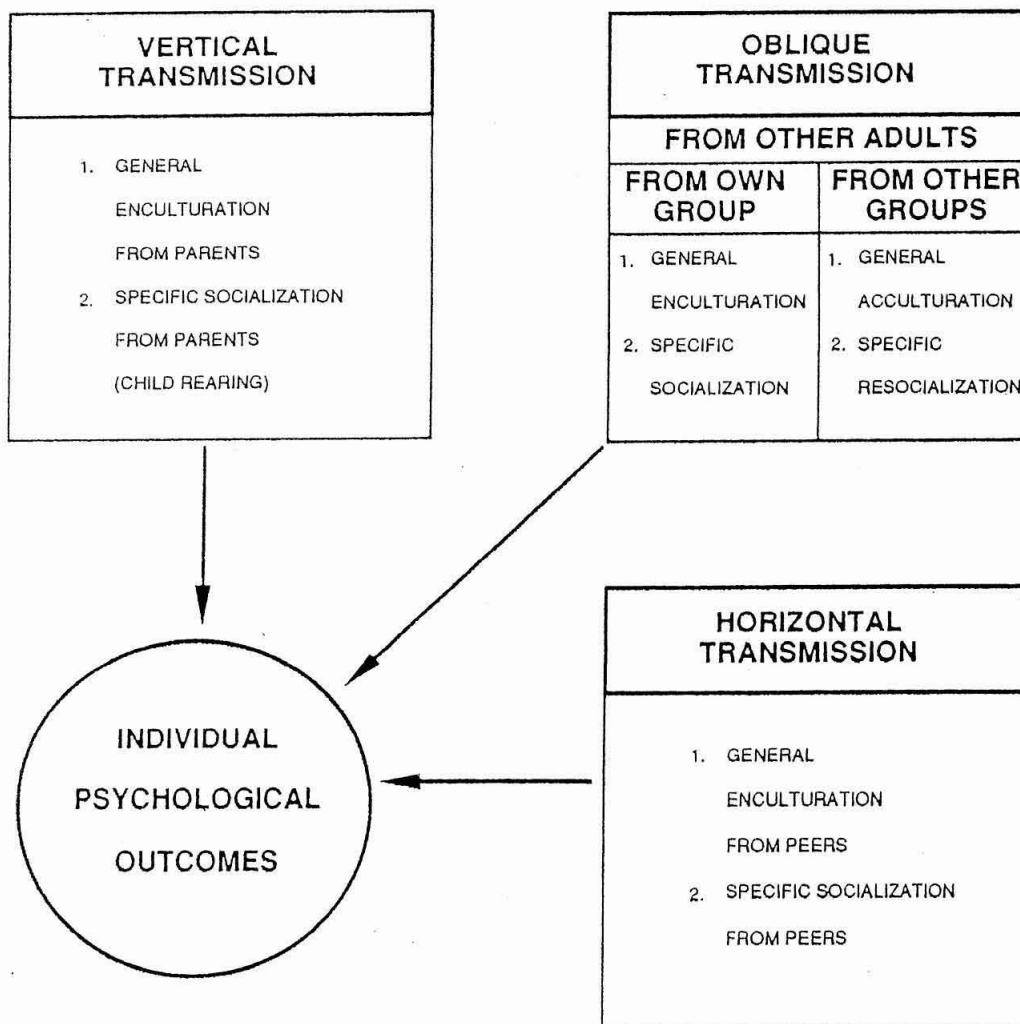 VERTICAL
TRANSMISSION
1. GENERAL
ENCULTURATION
FROM PARENTS
2. SPECIFIC SOCIALIZATION
FROM PARENTS
(CHILD REARING)
OBLIQUE
TRANSMISSION
FROM OTHER ADULTS
FROM OWN
GROUP
1. GENERAL
ENCULTURATION
2. SPECIFIC
SOCIALIZATION
FROM OTHER
GROUPS
1. GENERAL
ACCULTURATION
2. SPECIFIC
RESOCIALIZATION
HORIZONTAL
TRANSMISSION
1. GENERAL
ENCULTURATION
FROM PEERS
2. SPECIFIC SOCIALIZATION
FROM PEERS
INDIVIDUAL
PSYCHOLOGICAL
OUTCOMES